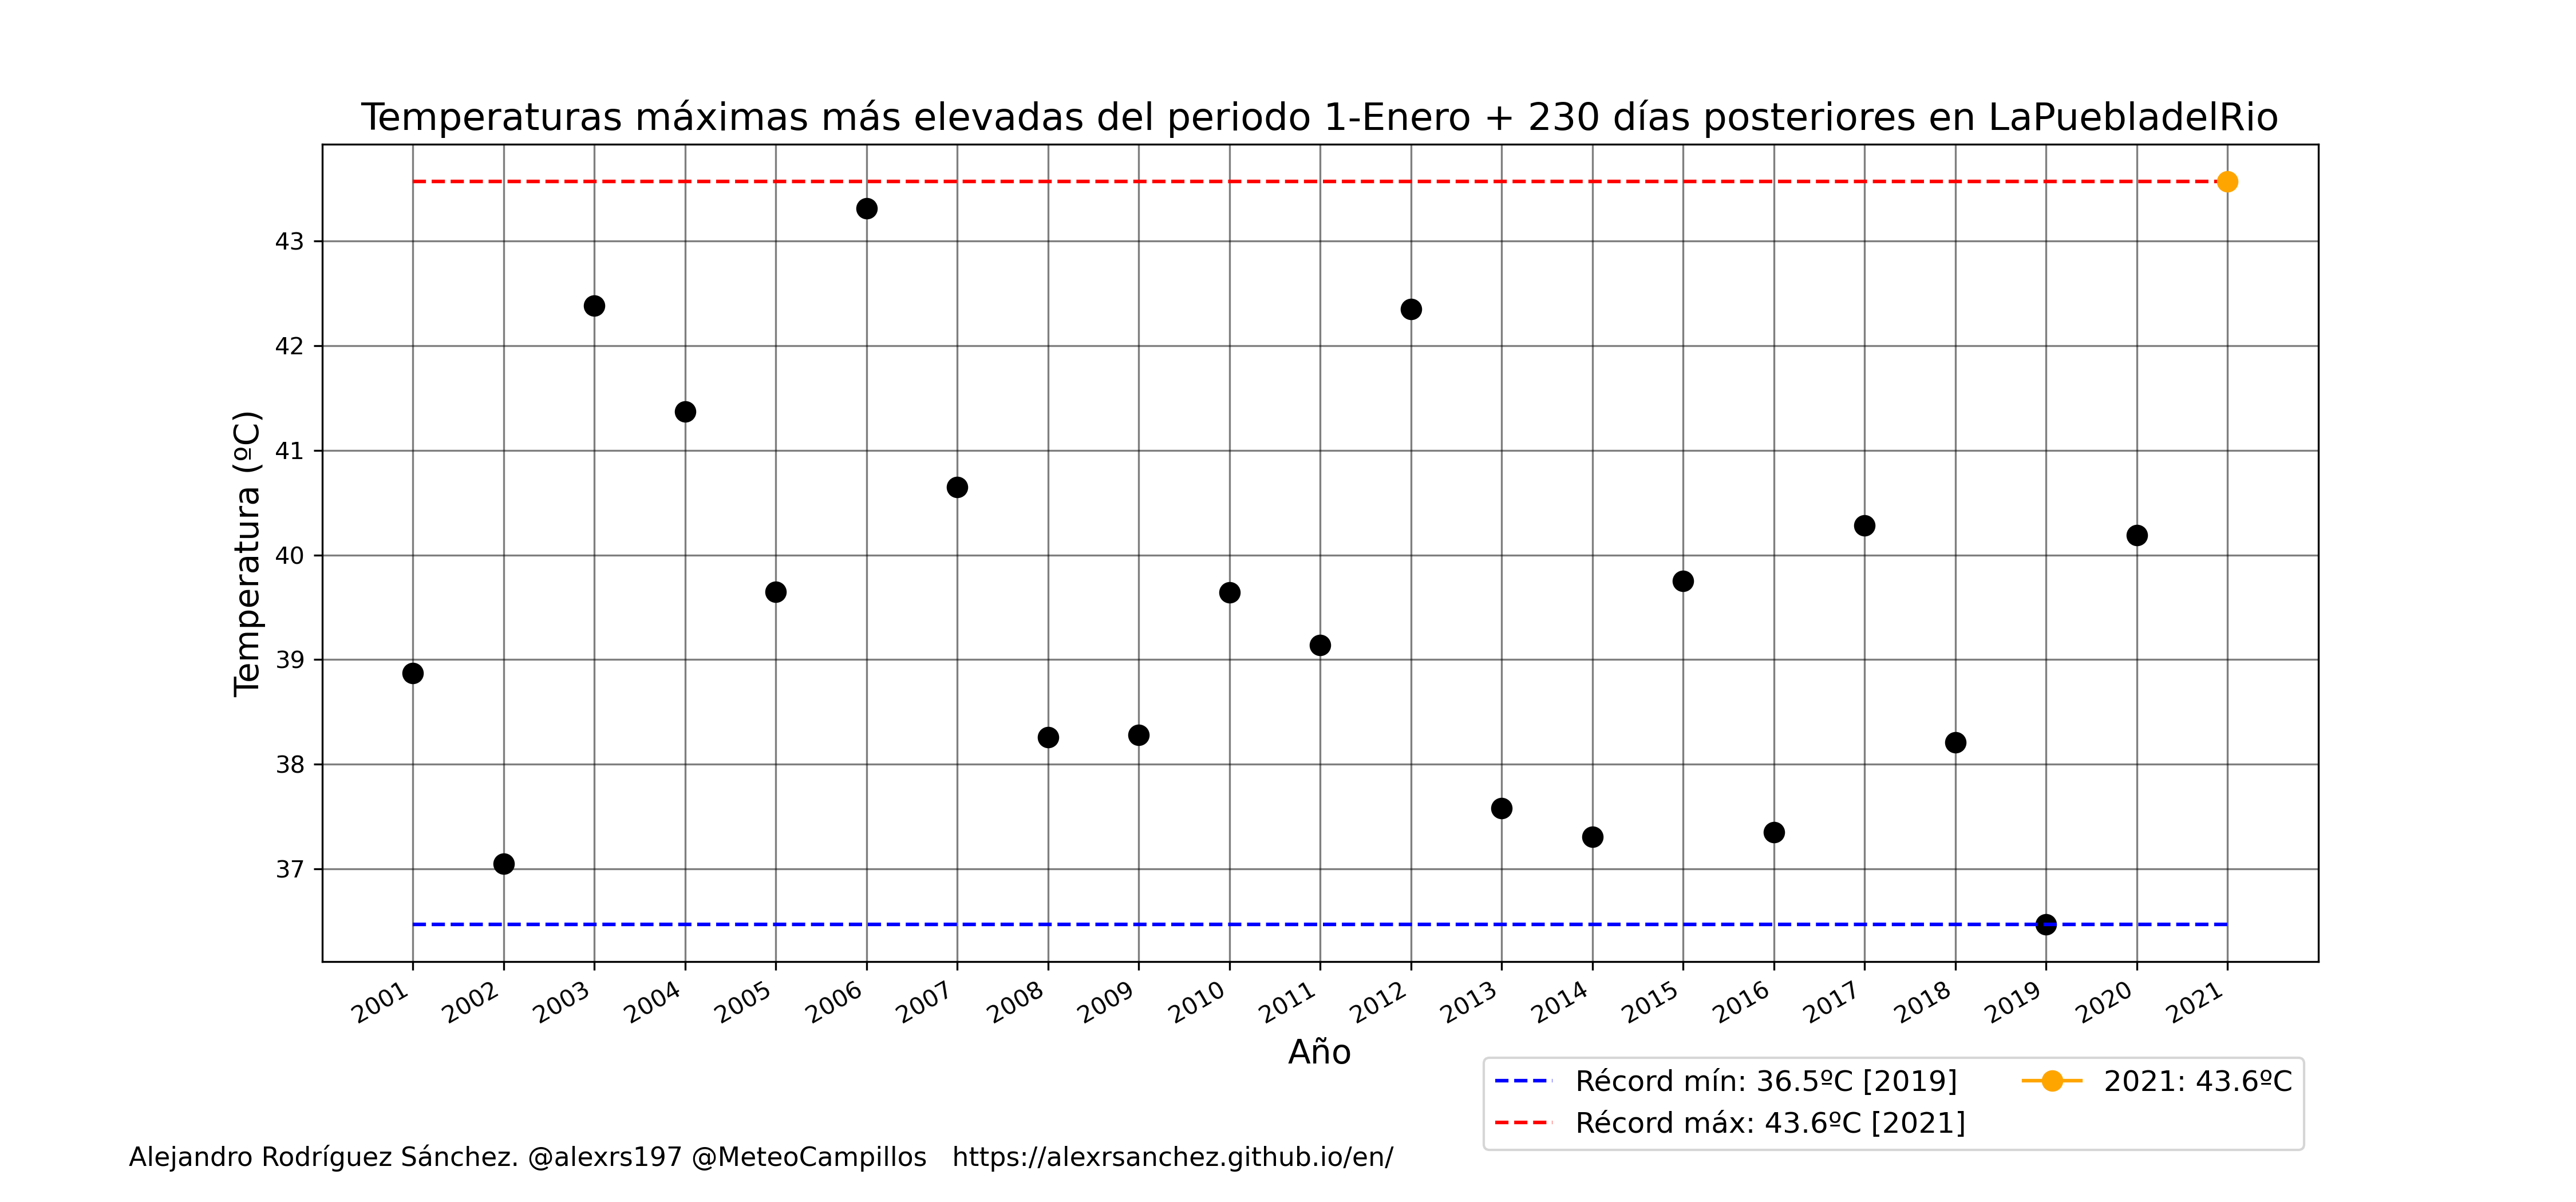 Temperaturas máximas más elevadas del periodo 1-Enero + 230 días posteriores en LaPuebladelRio
Temperatura (ºC)
43
42
41
40
39
38
37
2001 2002 2003 2004 2005 2006 2007 2008 2009 2010 2011 2012 2013 2014 2015 2016 2017 2018 2019 2020 2021
Año
Récord mín: 36.5ºC [2019]
Récord máx: 43.6ºC [2021]
2021: 43.6ºC
Alejandro Rodríguez Sánchez. @alexrs197 @MeteoCampillos https://alexrsanchez.github.io/en/